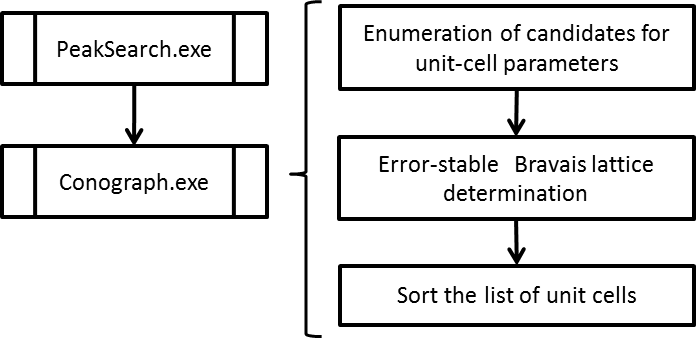 PeakSearch.exe
Conograph.exe
Enumeration of candidates for
unit-cell parameters
Error-stable Bravais lattice
determination
Sort the list of unit cells